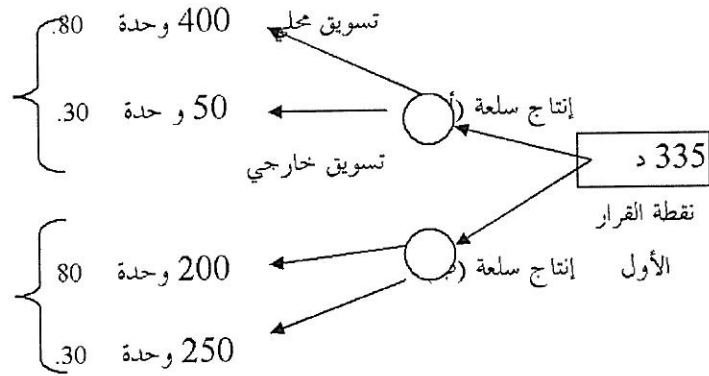 400 وحدة .80
تسويق محلي
50 و حدة .30
إنتاج سلعة (أ
تسويق خارجي
335 د
نقطة القرار
الأول
200 وحدة 80
إنتاج سلعة
250 وحدة .30